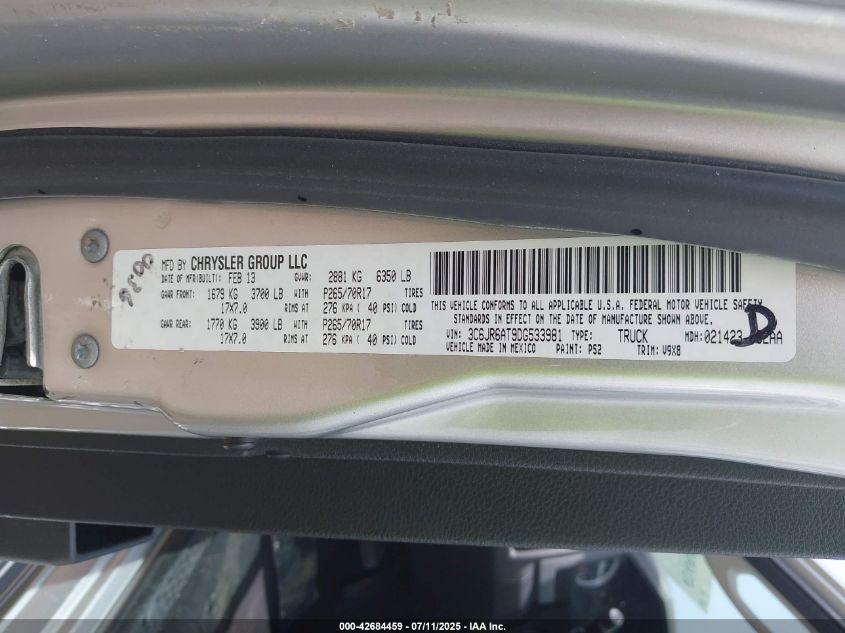 0036
MFD BY CHRYSLER GROUP LLC
DATE OF MFR(BUILT): FEB 13 GVWR: 2881 KG 6350 LB
GAWR FRONT: 1679 KG 3700 LB WITH P265/70R17 TIRES
17X7.0 RIMS AT 276 KPA ( 40 PSI) COLD
GAWR REAR: 1770 KG 3900 LB WITH P265/70R17 TIRES
17X7.0 RIMS AT 276 KPA ( 40 PSI) COLD
THIS VEHICLE CONFORMS TO ALL APPLICABLE U.S.A. FEDERAL MOTOR VEHICLE SAFETY
STANDARDS IN EFFECT ON THE DATE OF MANUFACTURE SHOWN ABOVE.
VIN: 3C6JR6AT9DG533981 TYPE: TRUCK MDH: 021423
VEHICLE MADE IN MEXICO PAINT: PS2 TRIM: V9X8
D
000-42684459 - 07/11/2025 - IAA Inc.